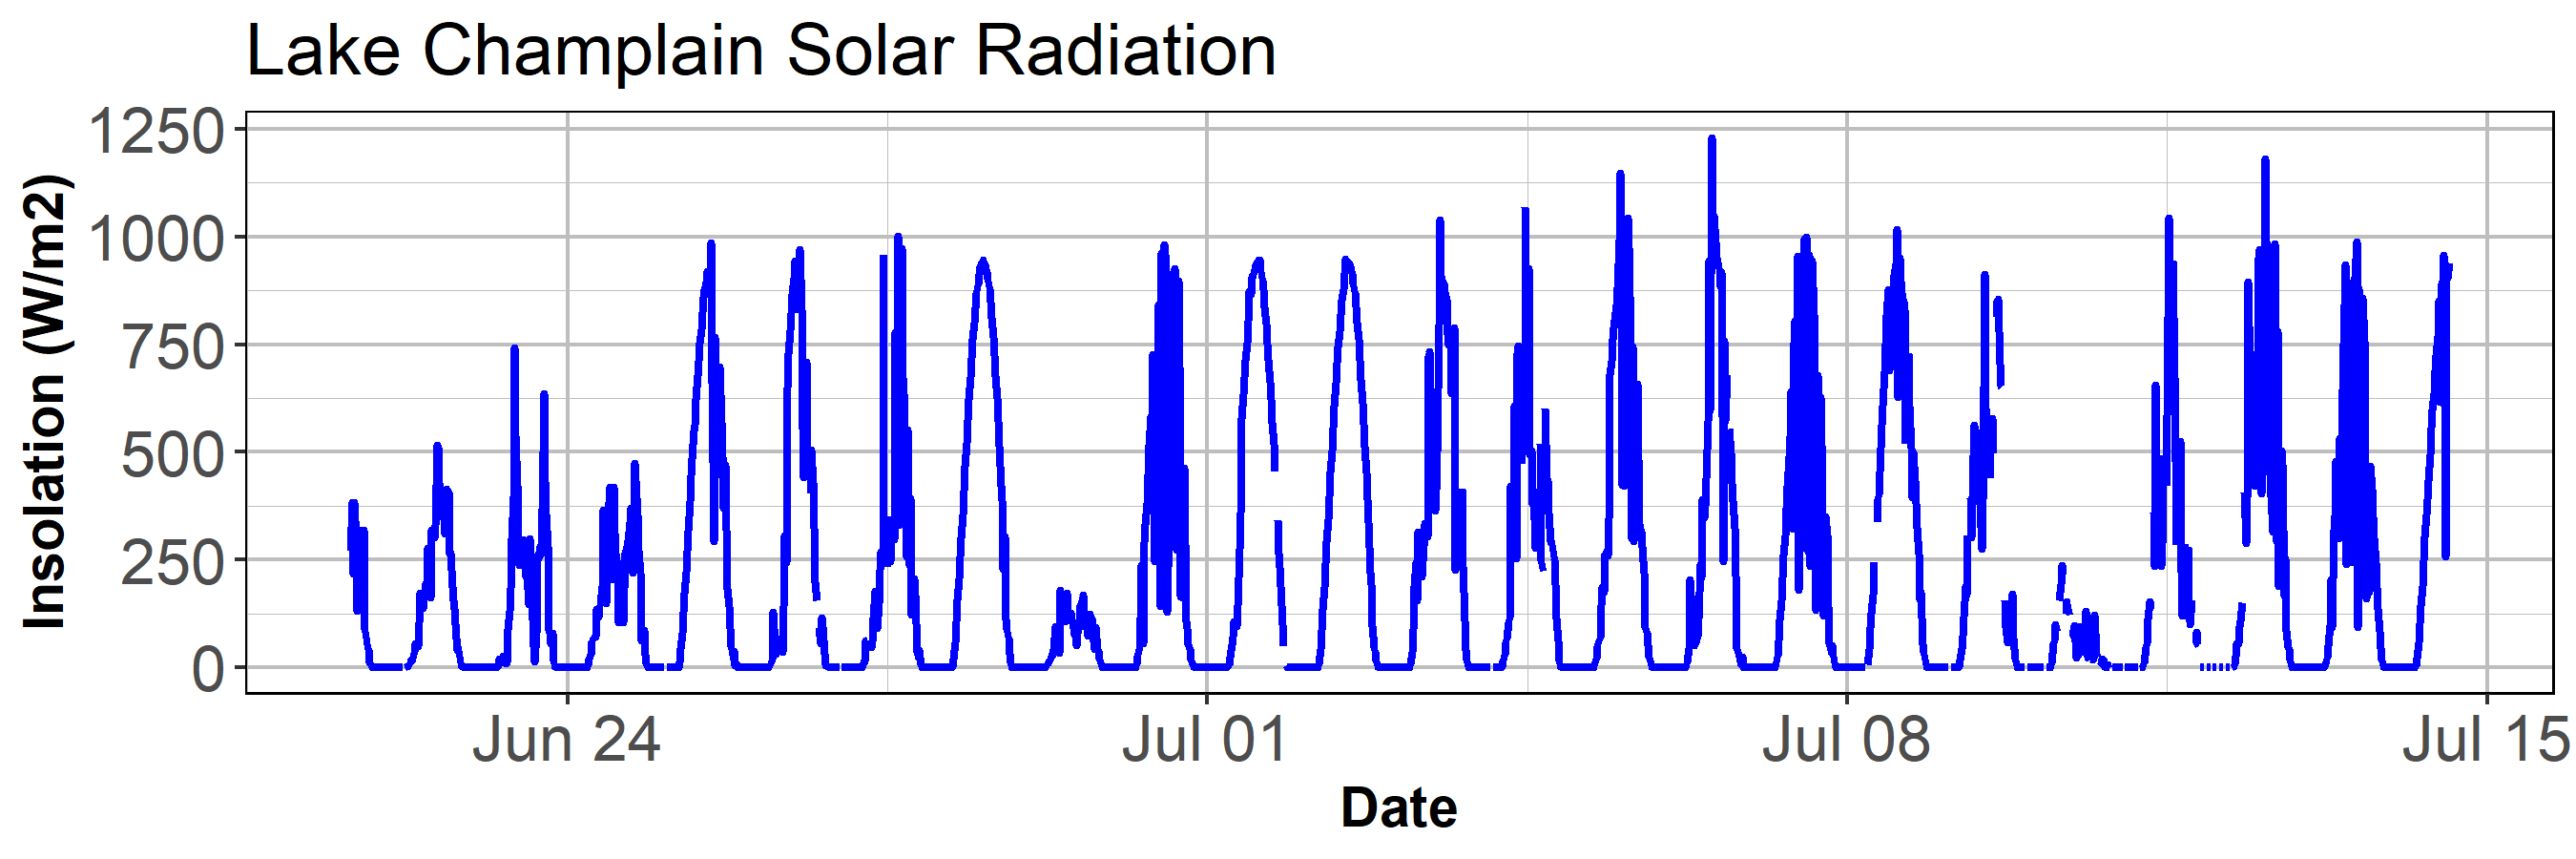 Lake Champlain Solar Radiation
1250
1000
750
500
250
0
Insolation (W/m2)
Jun 24
Jul 01
Jul 08
Jul 15
Date